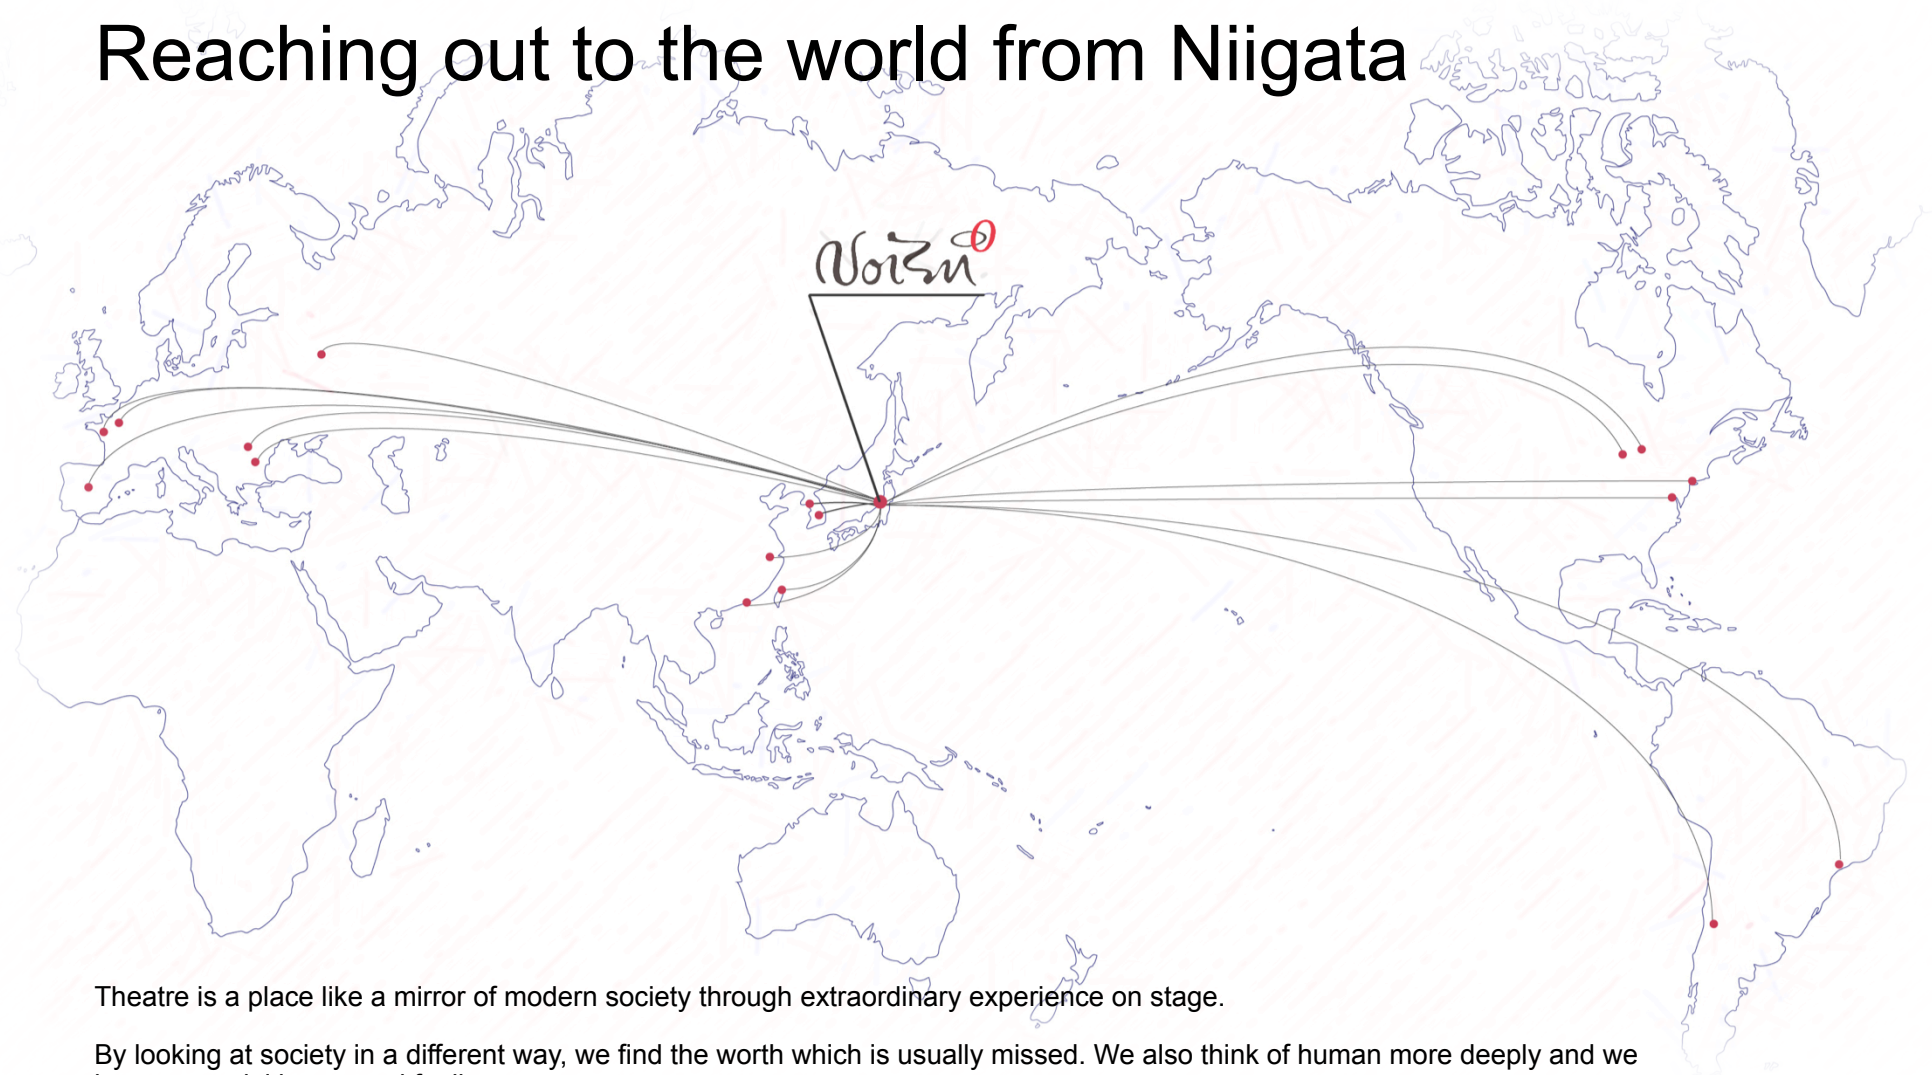 Reaching out to the world from Niigata
Noism
0
Theatre is a place like a mirror of modern society through extraordinary experience on stage.
By looking at society in a different way, we find the worth which is usually missed. We also think of human more deeply and we